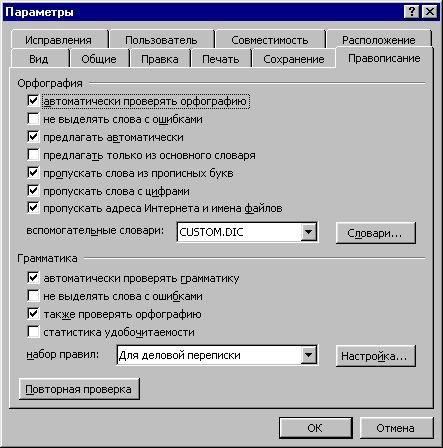 Параметры
Исправления Пользователь Совместимость Расположение
Вид Общие Правка Печать Сохранение Правописание
Орфография
автоматически проверять орфографию
не выделять слова с ошибками
предлагать автоматически
предлагать только из основного словаря
пропускать слова из прописных букв
пропускать слова с цифрами
пропускать адреса Интернета и имена файлов
вспомогательные словари: CUSTOM.DIC Словари...
Грамматика
автоматически проверять грамматику
не выделять слова с ошибками
также проверять орфографию
статистика удобочитаемости
набор правил: Для деловой переписки Настройка...
Повторная проверка
ОК Отмена